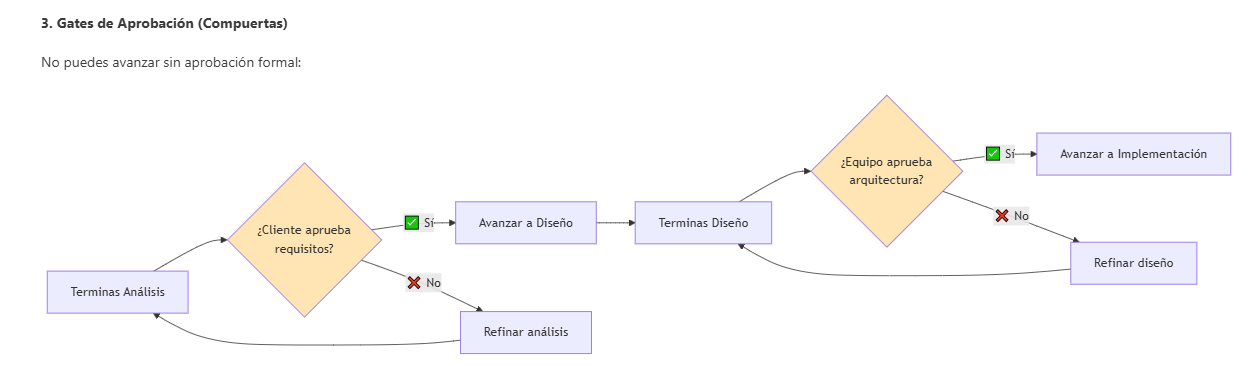 3. Gates de Aprobación (Compuertas)
No puedes avanzar sin aprobación formal:
Terminas Análisis
¿Cliente aprueba
requisitos?
✅ Sí
❌ No
Avanzar a Diseño
Refinar análisis
Terminas Diseño
¿Equipo aprueba
arquitectura?
✅ Sí
❌ No
Avanzar a Implementación
Refinar diseño